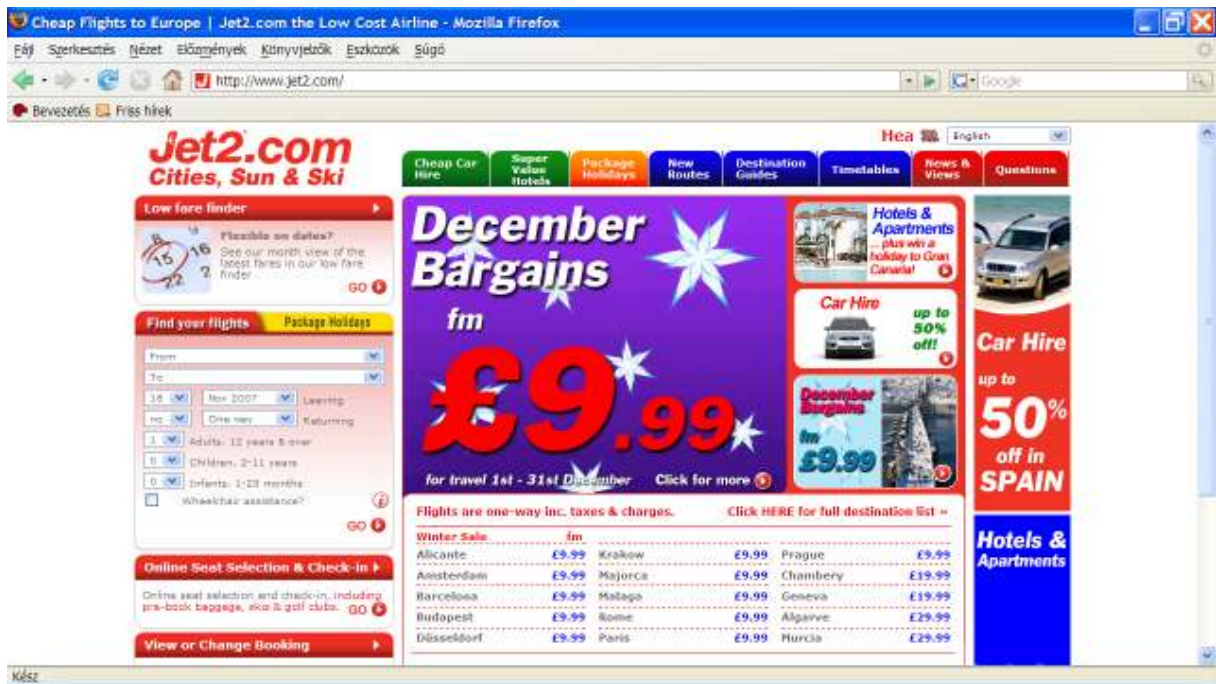 Cheap Flights to Europe | Jet2.com the Low Cost Airline - Mozilla Firefox
Fájl Szerkesztés Nézet Előzmények Könyvjelzők Eszközök Súgó
http://www.jet2.com/
Google
Bevezetés Friss hírek
Jet2.com
Cities, Sun & Ski
Hea
English
Cheap Car Hire
Super Value Hotels
Package Holidays
New Routes
Destination Guides
Timetables
News & Views
Questions
Low fare finder
Flexible on dates?
See our month view of the
latest fares in our low fare
finder
GO
8
15 16
22 2
Find your flights
Package Holidays
From
To
18 Nov 2007 Leaving
One way Returning
1 Adults. 12 years & over
0 Children. 2-11 years
0 Infants. 1-23 months
Wheelchair assistance?
GO
Online Seat Selection & Check-in
Online seat selection and check-in, including
pre-book baggage, skis & golf clubs.
GO
View or Change Booking
December
Bargains
fm
£9.99
for travel 1st - 31st December Click for more
Hotels &
Apartments
... plus win a
holiday to Gran
Canaria!
Car Hire
up to
50%
off!
December
Bargains
fm
£9.99
Flights are one-way inc. taxes & charges. Click HERE for full destination list »
Winter Sale fm
Alicante £9.99 Krakow £9.99 Prague £9.99
Amsterdam £9.99 Majorca £9.99 Chambery £19.99
Barcelona £9.99 Malaga £9.99 Geneva £19.99
Budapest £9.99 Rome £9.99 Algarve £29.99
Düsseldorf £9.99 Paris £9.99 Murcia £29.99
Car Hire
up to
50%
off in
SPAIN
Hotels &
Apartments
Kész